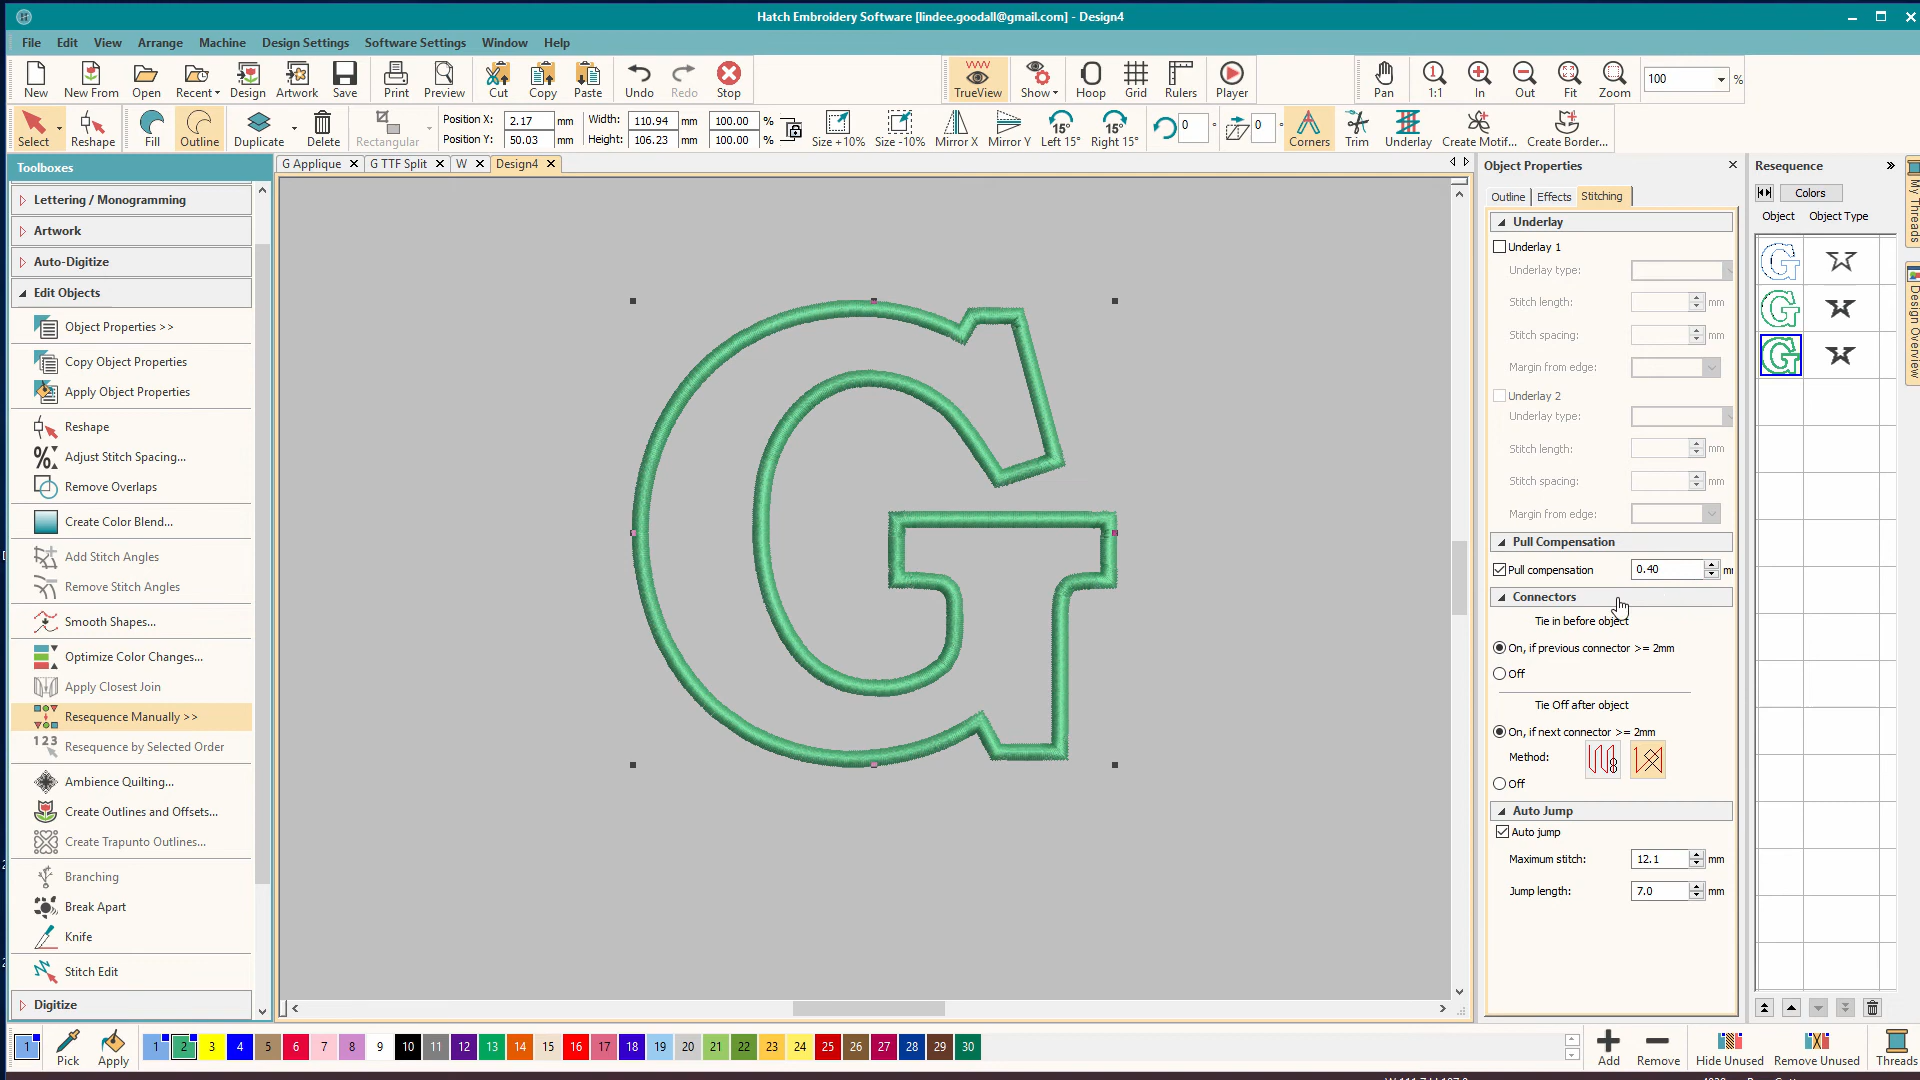 Hatch Embroidery Software [lindee.goodall@gmail.com] - Design4
File Edit View Arrange Machine Design Settings Software Settings Window Help
New New From Open Recent Design Artwork Save Print Preview Cut Copy Paste Undo Redo Stop TrueView Show Hoop Grid Rulers Player Pan 1:1 In Out Fit Zoom 100 %
Select Reshape Fill Outline Duplicate Delete Rectangular
Position X: 2.17 mm Width: 110.94 mm 100.00 %
Position Y: 50.03 mm Height: 106.23 mm 100.00 %
Size +10% Size -10% Mirror X Mirror Y Left 15° Right 15° 0 ° 0 ° Corners Trim Underlay Create Motif... Create Border...
Toolboxes
G Applique G TTF Split W Design4
Lettering / Monogramming
Artwork
Auto-Digitize
Edit Objects
Object Properties >>
Copy Object Properties
Apply Object Properties
Reshape
Adjust Stitch Spacing...
Remove Overlaps
Create Color Blend...
Add Stitch Angles
Remove Stitch Angles
Smooth Shapes...
Optimize Color Changes...
Apply Closest Join
Resequence Manually >>
Resequence by Selected Order
Ambience Quilting...
Create Outlines and Offsets...
Create Trapunto Outlines...
Branching
Break Apart
Knife
Stitch Edit
Digitize
Object Properties
Outline Effects Stitching
Underlay
Underlay 1
Underlay type:
Stitch length: mm
Stitch spacing: mm
Margin from edge:
Underlay 2
Underlay type:
Stitch length: mm
Stitch spacing: mm
Margin from edge:
Pull Compensation
Pull compensation 0.40
Connectors
Tie in before object
On, if previous connector >= 2mm
Off
Tie Off after object
On, if next connector >= 2mm
Method:
Off
Auto Jump
Auto jump
Maximum stitch: 12.1 mm
Jump length: 7.0 mm
Resequence
Colors
Object Object Type
My Threads
Design Overview
1 Pick Apply 1 2 3 4 5 6 7 8 9 10 11 12 13 14 15 16 17 18 19 20 21 22 23 24 25 26 27 28 29 30 Add Remove Hide Unused Remove Unused Threads